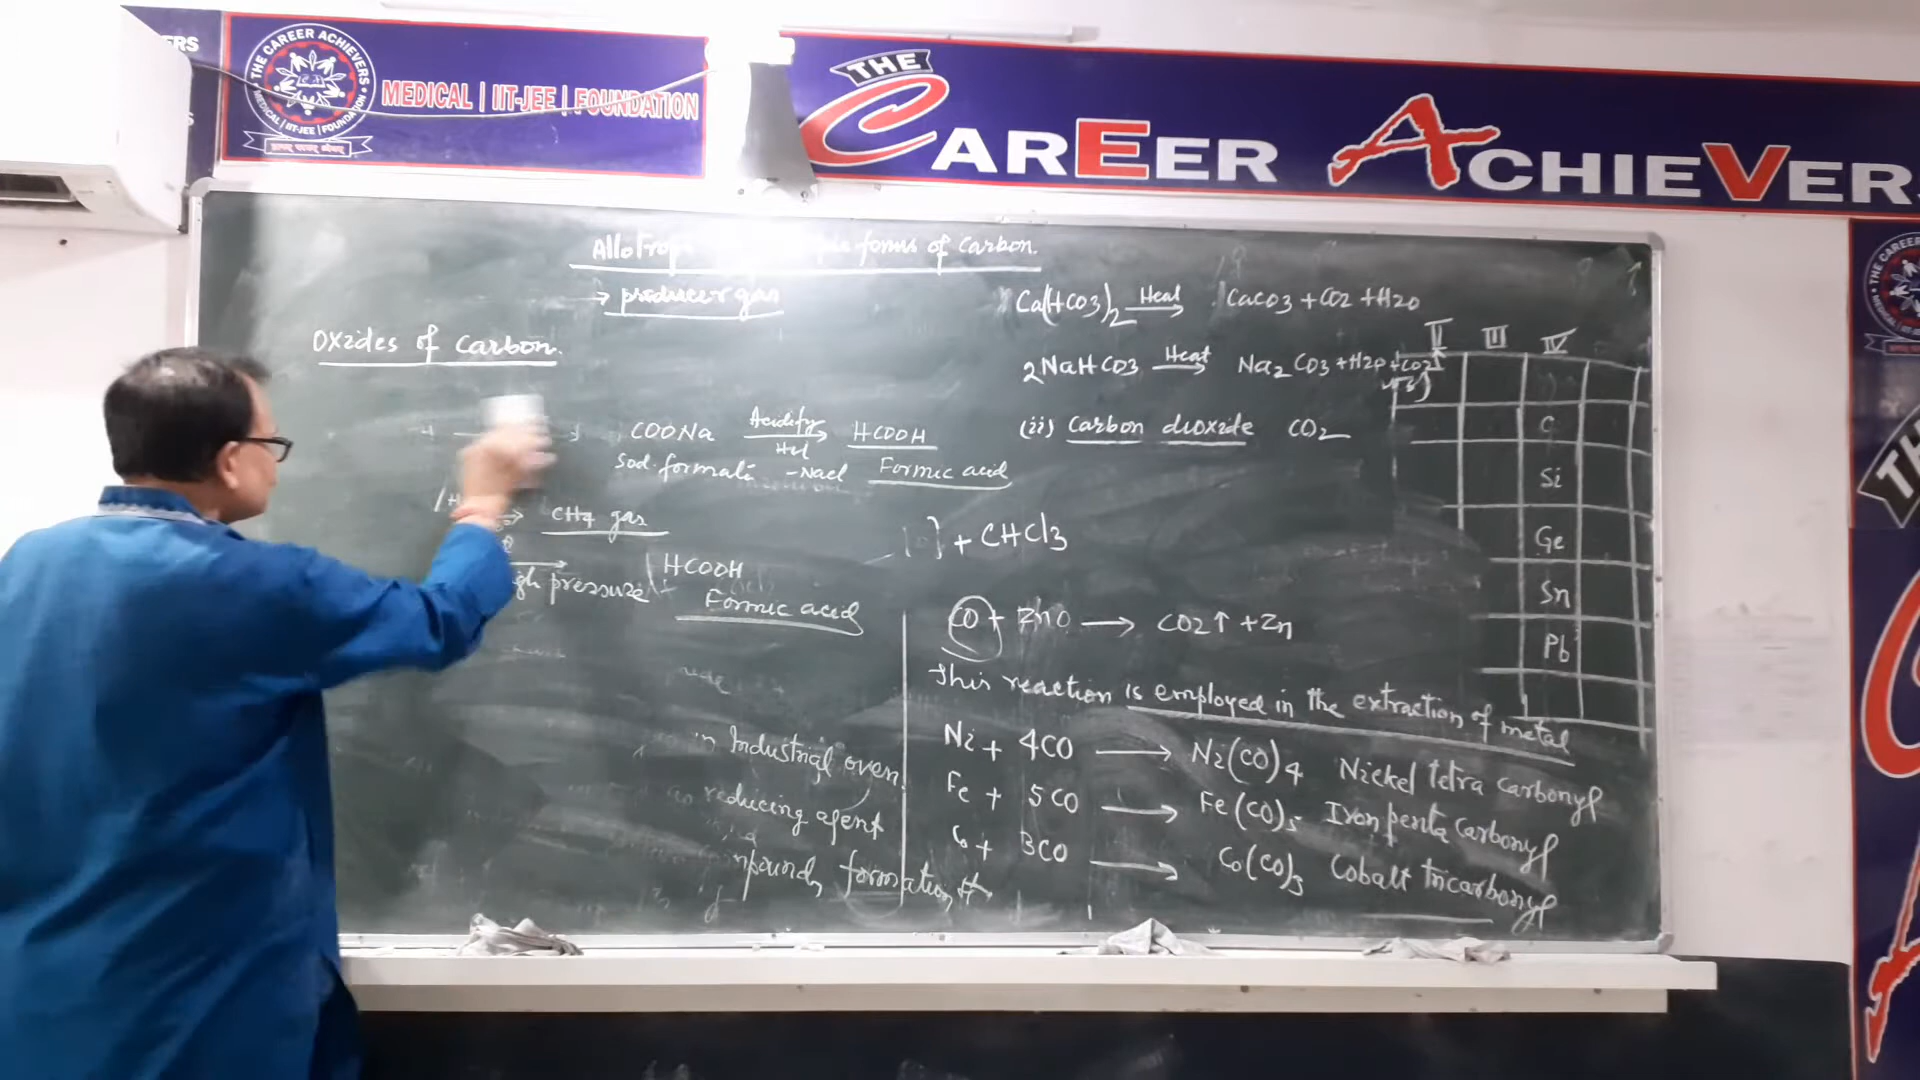 THE CAREER ACHIEVERS
MEDICAL | IIT-JEE | FOUNDATION
MEDICAL | IIT-JEE | FOUNDATION
THE CAREER ACHIEVERS
forms of Carbon.
→ producer gas
Oxides of Carbon.
Ca(HCO3)2 Heat→ CaCO3 + CO2 + H2O
2NaHCO3 Heat→ Na2CO3 + H2O + CO2↑
II III IV
COONa Acidify→ HCOOH
HCl
Sod. formate -NaCl Formic acid
(ii) Carbon dioxide CO2
C
Si
Ge
Sn
Pb
→ CH4 gas
+ CHCl3
→ HCOOH
pressure
Formic acid
CO + ZnO → CO2↑ + Zn
This reaction is employed in the extraction of metal
in Industrial oven
Ni + 4CO → Ni(CO)4 Nickel tetra carbonyl
reducing agent
Fe + 5CO → Fe(CO)5 Iron penta carbonyl
formation
Co + 3CO → Co(CO)3 Cobalt tricarbonyl